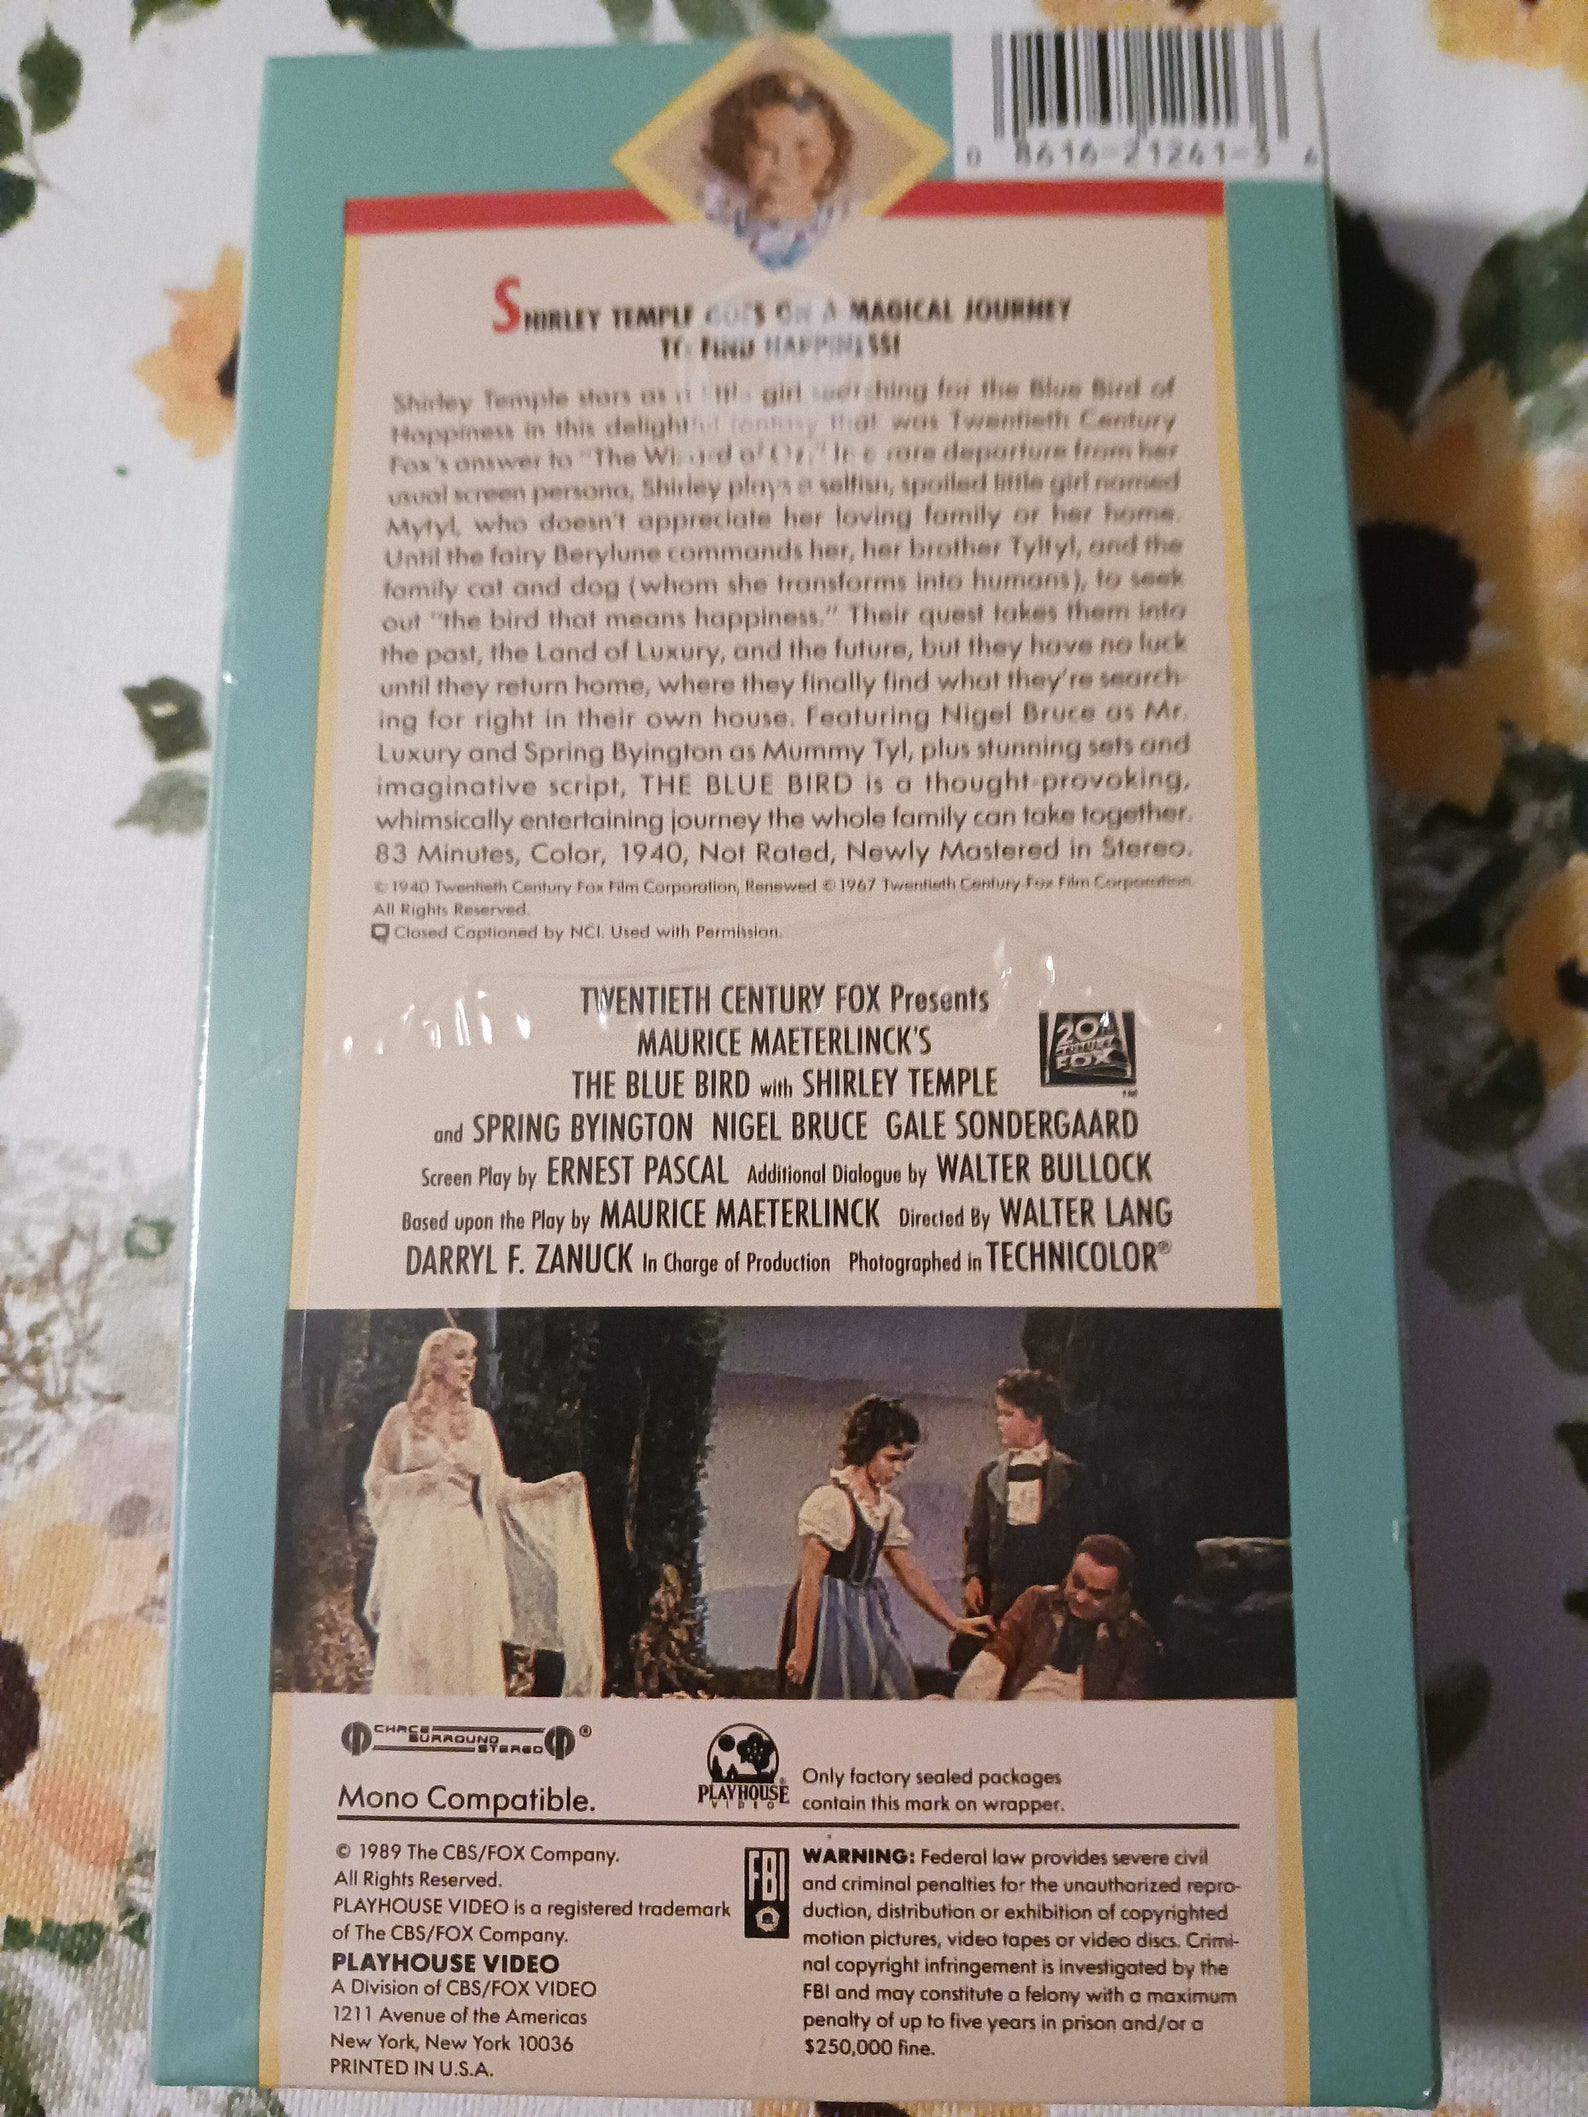 0 8616-21261-3 6
SHIRLEY TEMPLE GOES ON A MAGICAL JOURNEY
TO FIND HAPPINESS!
Shirley Temple stars as a little girl searching for the Blue Bird of
Happiness in this delightful fantasy that was Twentieth Century
Fox's answer to "The Wizard of Oz." In a rare departure from her
usual screen persona, Shirley plays a selfish, spoiled little girl named
Mytyl, who doesn't appreciate her loving family or her home.
Until the fairy Berylune commands her, her brother Tyltyl, and the
family cat and dog (whom she transforms into humans), to seek
out "the bird that means happiness." Their quest takes them into
the past, the Land of Luxury, and the future, but they have no luck
until they return home, where they finally find what they're search-
ing for right in their own house. Featuring Nigel Bruce as Mr.
Luxury and Spring Byington as Mummy Tyl, plus stunning sets and
imaginative script, THE BLUE BIRD is a thought-provoking,
whimsically entertaining journey the whole family can take together.
83 Minutes, Color, 1940, Not Rated, Newly Mastered in Stereo.
© 1940 Twentieth Century Fox Film Corporation, Renewed © 1967 Twentieth Century Fox Film Corporation.
All Rights Reserved.
Closed Captioned by NCI. Used with Permission.
TWENTIETH CENTURY FOX Presents
MAURICE MAETERLINCK'S
THE BLUE BIRD with SHIRLEY TEMPLE
20th CENTURY FOX ™
and SPRING BYINGTON NIGEL BRUCE GALE SONDERGAARD
Screen Play by ERNEST PASCAL Additional Dialogue by WALTER BULLOCK
Based upon the Play by MAURICE MAETERLINCK Directed By WALTER LANG
DARRYL F. ZANUCK In Charge of Production Photographed in TECHNICOLOR®
CHACE SURROUND STEREO ®
Mono Compatible.
PLAYHOUSE ®
VIDEO
Only factory sealed packages
contain this mark on wrapper.
© 1989 The CBS/FOX Company.
All Rights Reserved.
PLAYHOUSE VIDEO is a registered trademark
of The CBS/FOX Company.
PLAYHOUSE VIDEO
A Division of CBS/FOX VIDEO
1211 Avenue of the Americas
New York, New York 10036
PRINTED IN U.S.A.
FBI
WARNING: Federal law provides severe civil
and criminal penalties for the unauthorized repro-
duction, distribution or exhibition of copyrighted
motion pictures, video tapes or video discs. Crimi-
nal copyright infringement is investigated by the
FBI and may constitute a felony with a maximum
penalty of up to five years in prison and/or a
$250,000 fine.